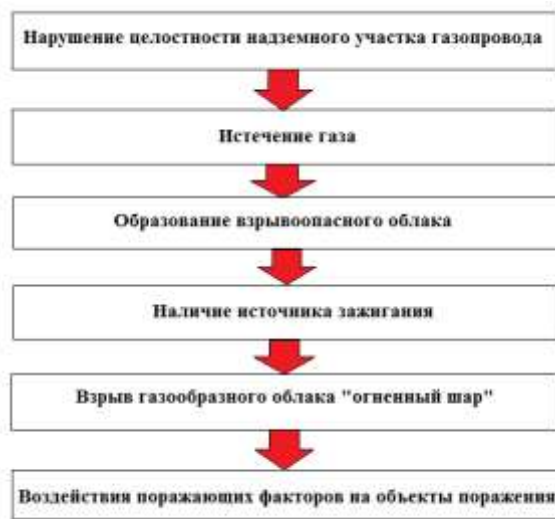 Нарушение целостности надземного участка газопровода
Истечение газа
Образование взрывоопасного облака
Наличие источника зажигания
Взрыв газообразного облака "огненный шар"
Воздействия поражающих факторов на объекты поражения